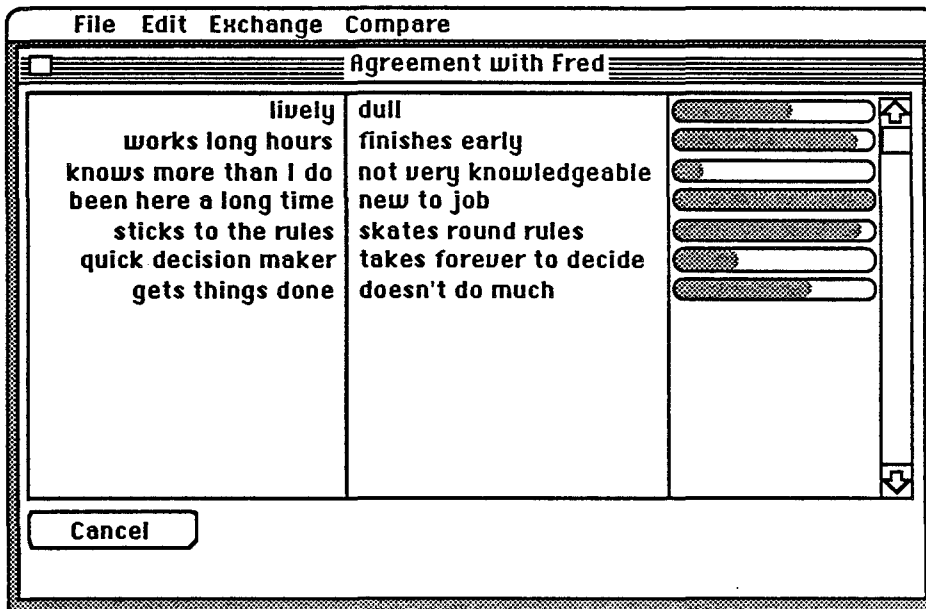 File Edit Exchange Compare
Agreement with Fred
lively dull
works long hours finishes early
knows more than I do not very knowledgeable
been here a long time new to job
sticks to the rules skates round rules
quick decision maker takes forever to decide
gets things done doesn't do much
Cancel